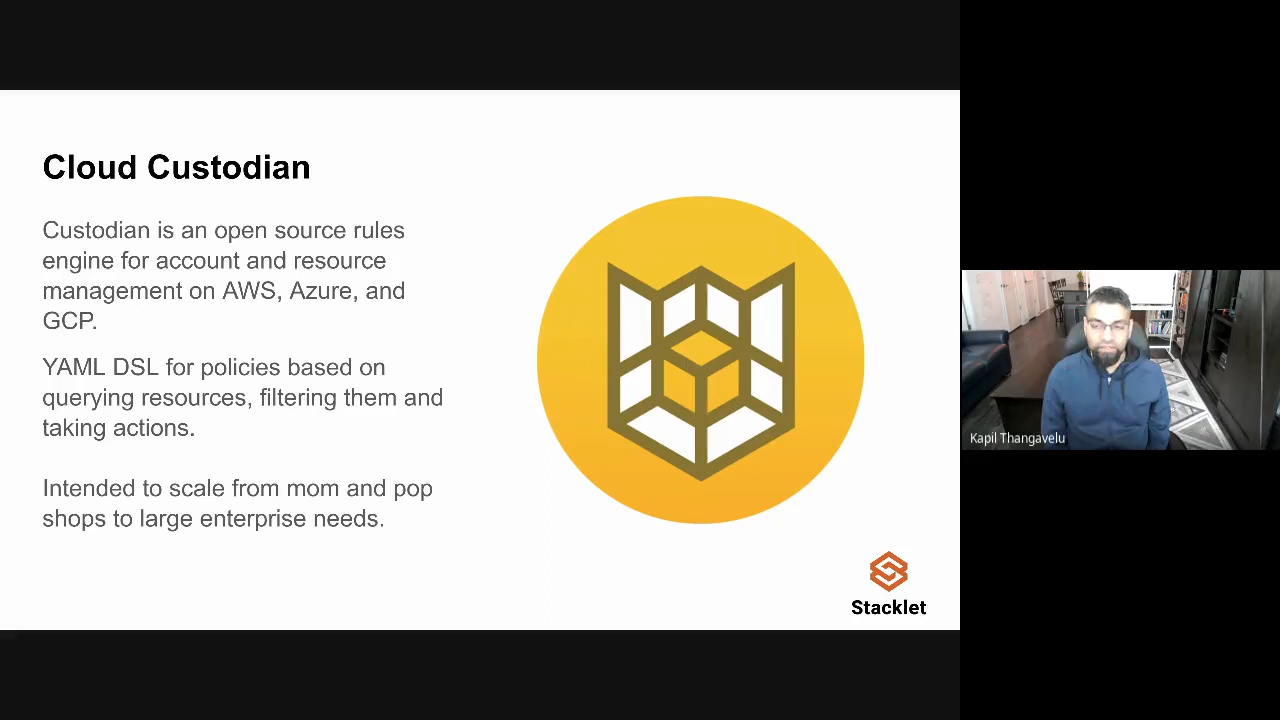 Cloud Custodian
Custodian is an open source rules
engine for account and resource
management on AWS, Azure, and
GCP.
YAML DSL for policies based on
querying resources, filtering them and
taking actions.
Intended to scale from mom and pop
shops to large enterprise needs.
Stacklet
Kapil Thangavelu